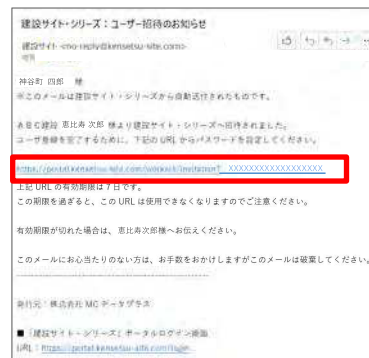 建設サイト・シリーズ：ユーザー招待のお知らせ
建設サイト <no-reply@kensetsu-site.com>
神谷町 四郎 様
※このメールは建設サイト・シリーズから自動送付されたものです。
ABC建設 恵比寿 次郎 様より建設サイト・シリーズへ招待されました。
ユーザ登録を完了するために、下記の URL からパスワードを設定してください。
XXXXXXXXXXXXXXXXXX
上記 URL の有効期限は 7 日です。
この期限を過ぎると、この URL は使用できなくなりますのでご注意ください。
有効期限が切れた場合は、恵比寿次郎様へお伝えください。
このメールにお心当たりのない方は、お手数をおかけしますがこのメールは破棄してください。
発行元：株式会社 MC データプラス
■「建設サイト・シリーズ」ポータルログイン画面
URL：https://portal.kensetsu-site.com/login